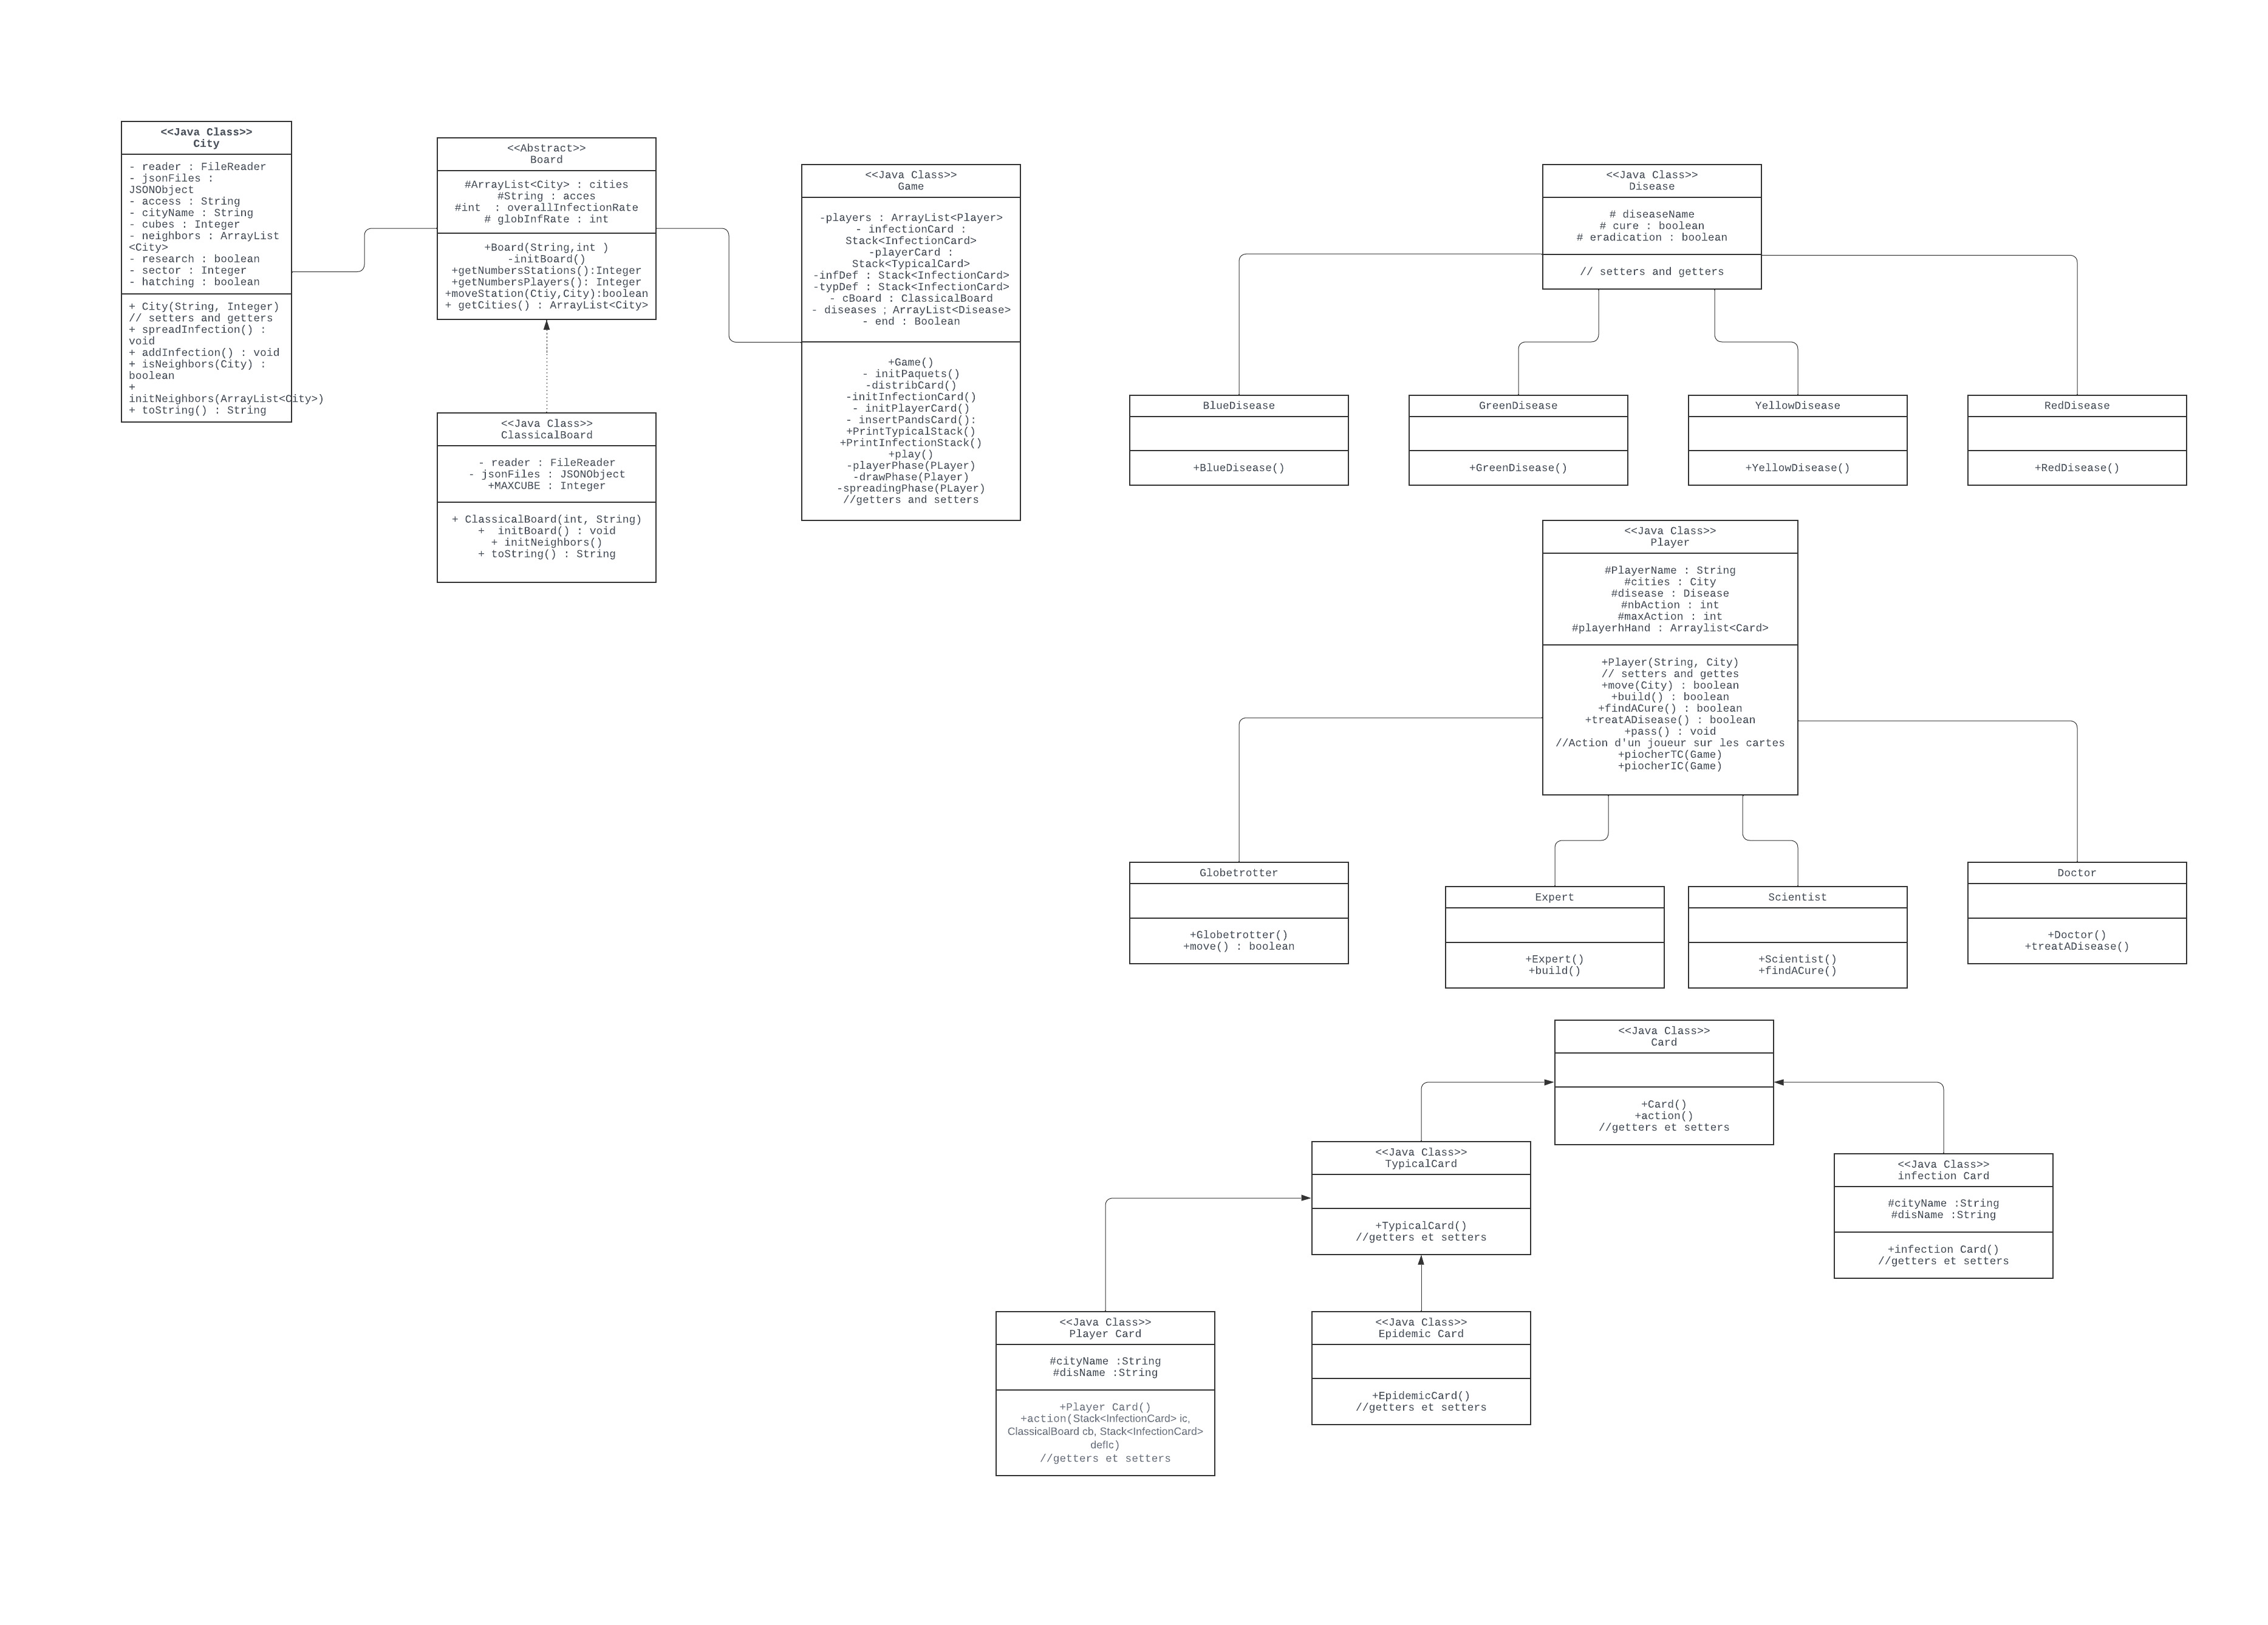 <<Java Class>>
City
- reader : FileReader
- jsonFiles :
JSONObject
- access : String
- cityName : String
- cubes : Integer
- neighbors : ArrayList
<City>
- research : boolean
- sector : Integer
- hatching : boolean
+ City(String, Integer)
// setters and getters
+ spreadInfection() :
void
+ addInfection() : void
+ isNeighbors(City) :
boolean
+
initNeighbors(ArrayList<City>)
+ toString() : String
<<Abstract>>
Board
#ArrayList<City> : cities
#String : acces
#int  : overallInfectionRate
# globInfRate : int
+Board(String,int )
-initBoard()
+getNumbersStations():Integer
+getNumbersPlayers(): Integer
+moveStation(Ctiy,City):boolean
+ getCities() : ArrayList<City>
<<Java Class>>
ClassicalBoard
- reader : FileReader
- jsonFiles : JSONObject
+MAXCUBE : Integer
+ ClassicalBoard(int, String)
+  initBoard() : void
+ initNeighbors()
+ toString() : String
<<Java Class>>
Game
-players : ArrayList<Player>
- infectionCard :
Stack<InfectionCard>
-playerCard :
Stack<TypicalCard>
-infDef : Stack<InfectionCard>
-typDef : Stack<InfectionCard>
- cBoard : ClassicalBoard
- diseases ; ArrayList<Disease>
- end : Boolean
+Game()
- initPaquets()
-distribCard()
-initInfectionCard()
- initPlayerCard()
- insertPandsCard():
+PrintTypicalStack()
+PrintInfectionStack()
+play()
-playerPhase(PLayer)
-drawPhase(Player)
-spreadingPhase(PLayer)
//getters and setters
<<Java Class>>
Disease
# diseaseName
# cure : boolean
# eradication : boolean
// setters and getters
BlueDisease
+BlueDisease()
GreenDisease
+GreenDisease()
YellowDisease
+YellowDisease()
RedDisease
+RedDisease()
<<Java Class>>
Player
#PlayerName : String
#cities : City
#disease : Disease
#nbAction : int
#maxAction : int
#playerhHand : Arraylist<Card>
+Player(String, City)
// setters and gettes
+move(City) : boolean
+build() : boolean
+findACure() : boolean
+treatADisease() : boolean
+pass() : void
//Action d'un joueur sur les cartes
+piocherTC(Game)
+piocherIC(Game)
Globetrotter
+Globetrotter()
+move() : boolean
Expert
+Expert()
+build()
Scientist
+Scientist()
+findACure()
Doctor
+Doctor()
+treatADisease()
<<Java Class>>
Card
+Card()
+action()
//getters et setters
<<Java Class>>
TypicalCard
+TypicalCard()
//getters et setters
<<Java Class>>
infection Card
#cityName :String
#disName :String
+infection Card()
//getters et setters
<<Java Class>>
Player Card
#cityName :String
#disName :String
+Player Card()
+action(Stack<InfectionCard> ic,
ClassicalBoard cb, Stack<InfectionCard>
defIc)
//getters et setters
<<Java Class>>
Epidemic Card
+EpidemicCard()
//getters et setters